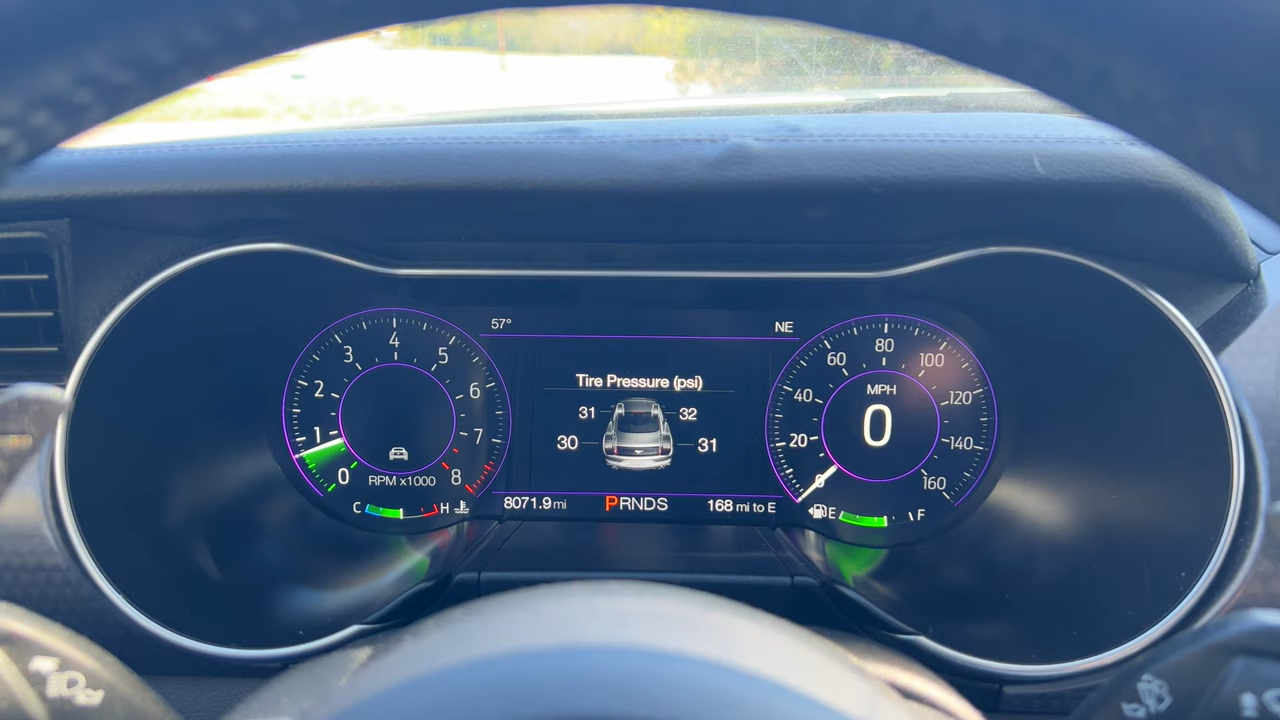 57° NE
Tire Pressure (psi)
31 32
30 31
8071.9 mi PRNDS 168 mi to E
0 1 2 3 4 5 6 7 8
RPM x1000
C H
0 20 40 60 80 100 120 140 160
MPH
0
E F